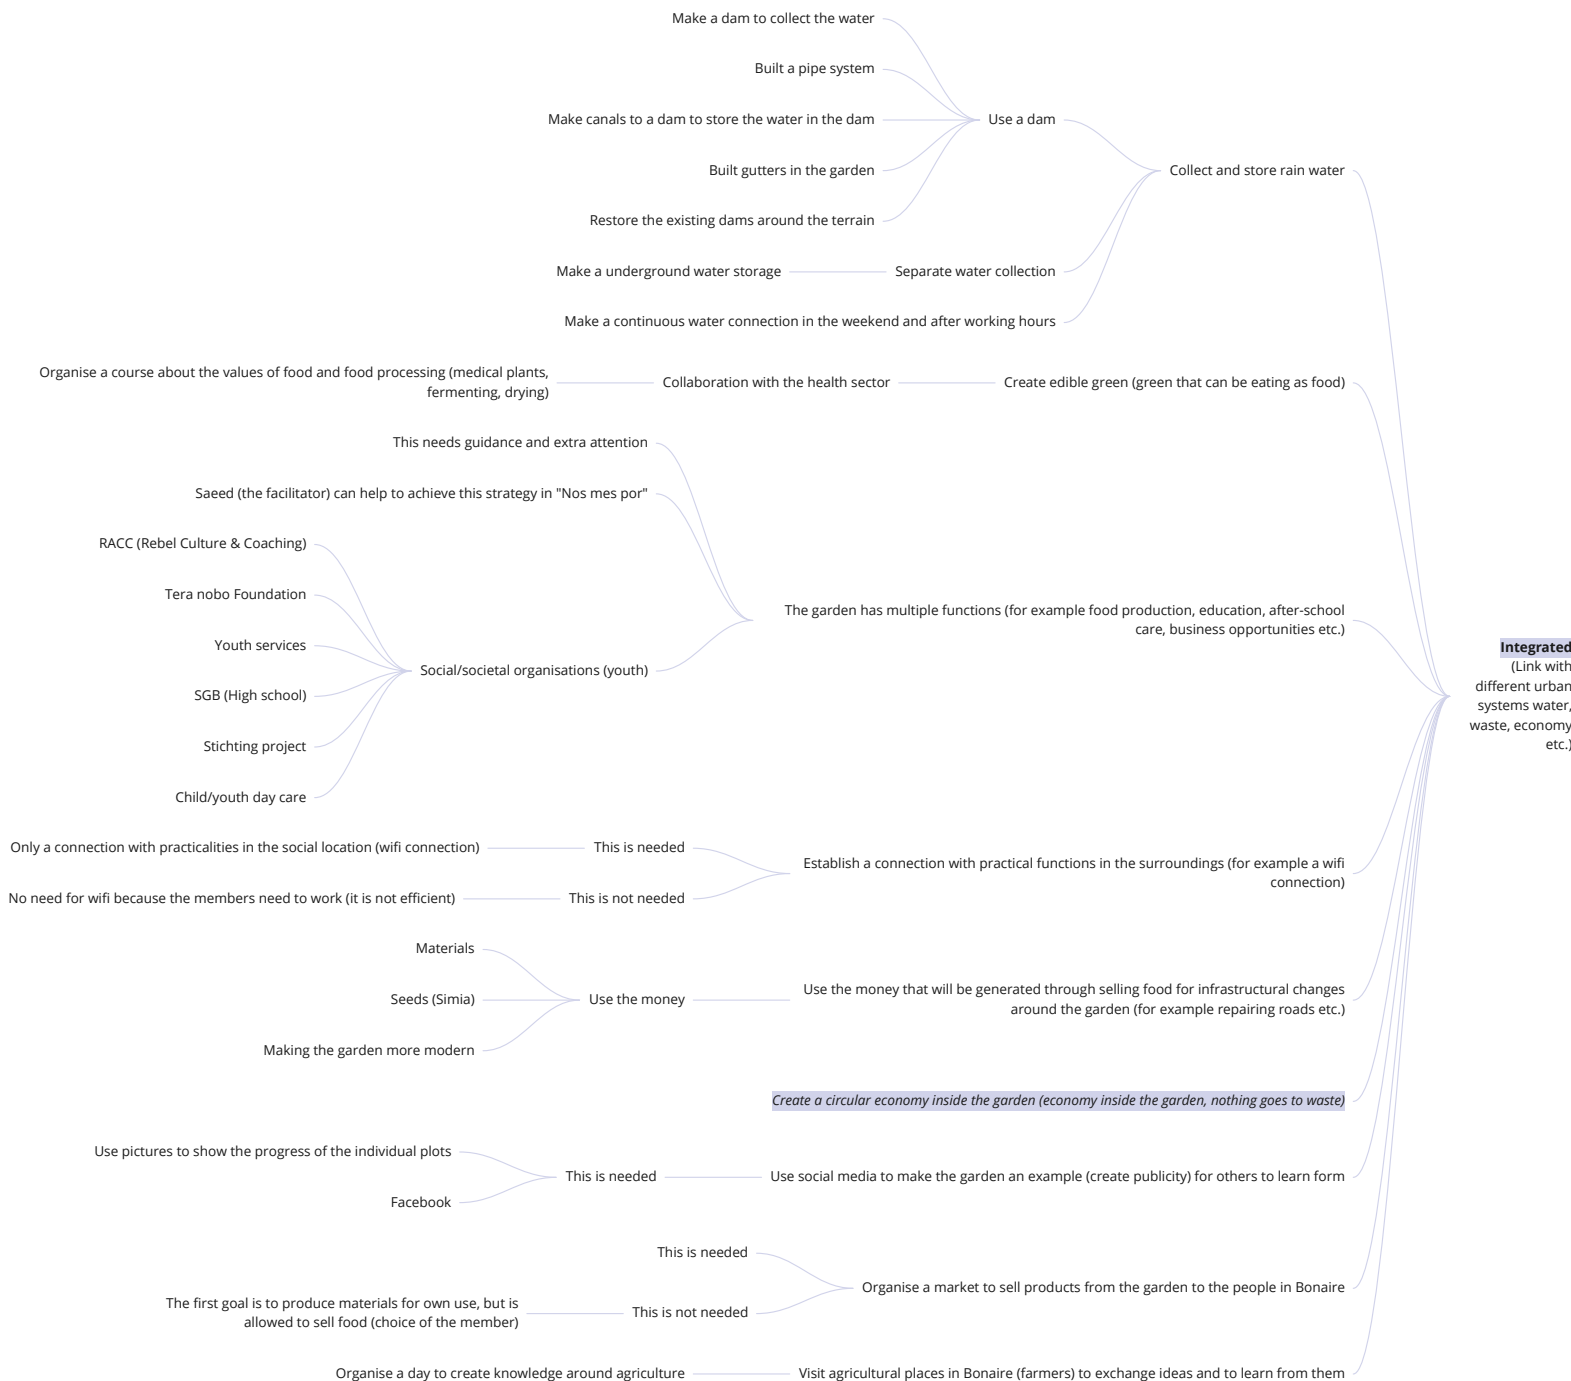 Make a dam to collect the water
Built a pipe system
Make canals to a dam to store the water in the dam
Use a dam
Built gutters in the garden
Collect and store rain water
Restore the existing dams around the terrain
Make a underground water storage
Separate water collection
Make a continuous water connection in the weekend and after working hours
Organise a course about the values of food and food processing (medical plants,
fermenting, drying)
Collaboration with the health sector
Create edible green (green that can be eating as food)
This needs guidance and extra attention
Saeed (the facilitator) can help to achieve this strategy in "Nos mes por"
RACC (Rebel Culture & Coaching)
Tera nobo Foundation
The garden has multiple functions (for example food production, education, after-school
care, business opportunities etc.)
Youth services
Social/societal organisations (youth)
SGB (High school)
Stichting project
Child/youth day care
Integrated
(Link with
different urban
systems water,
waste, economy
etc.)
Only a connection with practicalities in the social location (wifi connection)
This is needed
Establish a connection with practical functions in the surroundings (for example a wifi
connection)
No need for wifi because the members need to work (it is not efficient)
This is not needed
Materials
Seeds (Simia)
Use the money
Use the money that will be generated through selling food for infrastructural changes
around the garden (for example repairing roads etc.)
Making the garden more modern
Create a circular economy inside the garden (economy inside the garden, nothing goes to waste)
Use pictures to show the progress of the individual plots
This is needed
Use social media to make the garden an example (create publicity) for others to learn form
Facebook
This is needed
Organise a market to sell products from the garden to the people in Bonaire
The first goal is to produce materials for own use, but is
allowed to sell food (choice of the member)
This is not needed
Organise a day to create knowledge around agriculture
Visit agricultural places in Bonaire (farmers) to exchange ideas and to learn from them